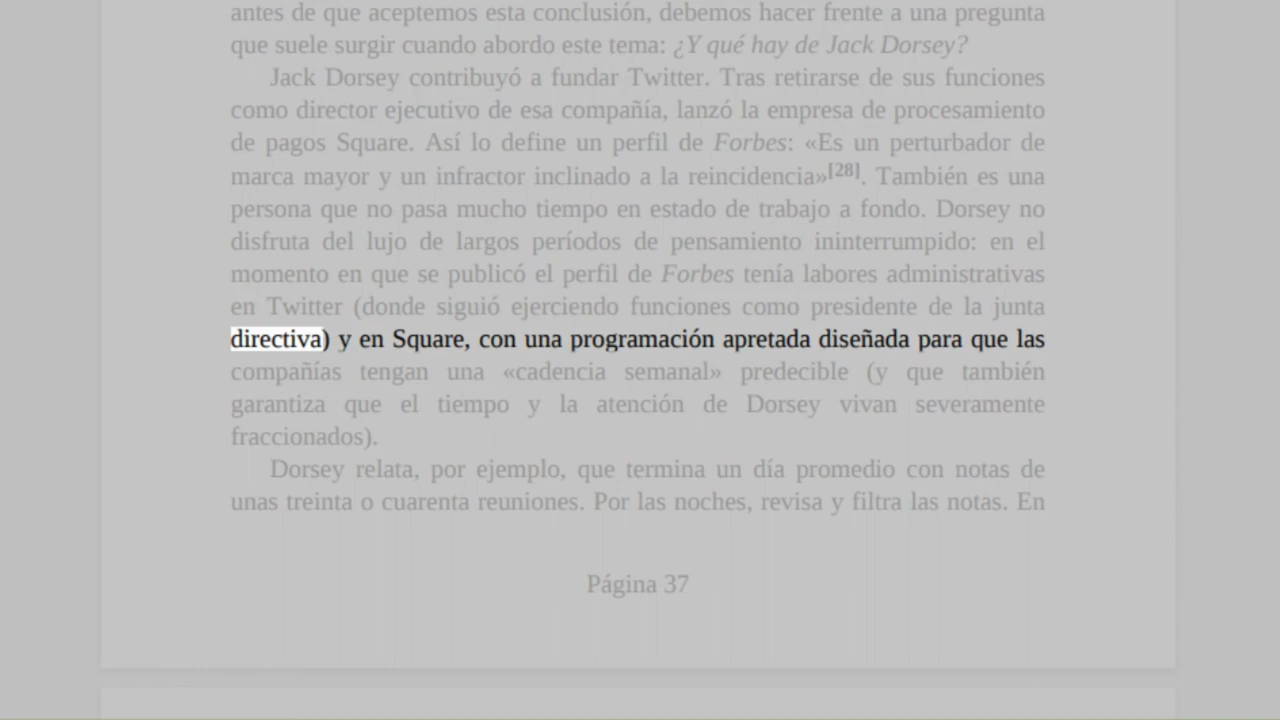 antes de que aceptemos esta conclusión, debemos hacer frente a una pregunta
que suele surgir cuando abordo este tema: ¿Y qué hay de Jack Dorsey?
Jack Dorsey contribuyó a fundar Twitter. Tras retirarse de sus funciones
como director ejecutivo de esa compañía, lanzó la empresa de procesamiento
de pagos Square. Así lo define un perfil de Forbes: «Es un perturbador de
marca mayor y un infractor inclinado a la reincidencia»[28]. También es una
persona que no pasa mucho tiempo en estado de trabajo a fondo. Dorsey no
disfruta del lujo de largos períodos de pensamiento ininterrumpido: en el
momento en que se publicó el perfil de Forbes tenía labores administrativas
en Twitter (donde siguió ejerciendo funciones como presidente de la junta
directiva) y en Square, con una programación apretada diseñada para que las
compañías tengan una «cadencia semanal» predecible (y que también
garantiza que el tiempo y la atención de Dorsey vivan severamente
fraccionados).
Dorsey relata, por ejemplo, que termina un día promedio con notas de
unas treinta o cuarenta reuniones. Por las noches, revisa y filtra las notas. En
Página 37